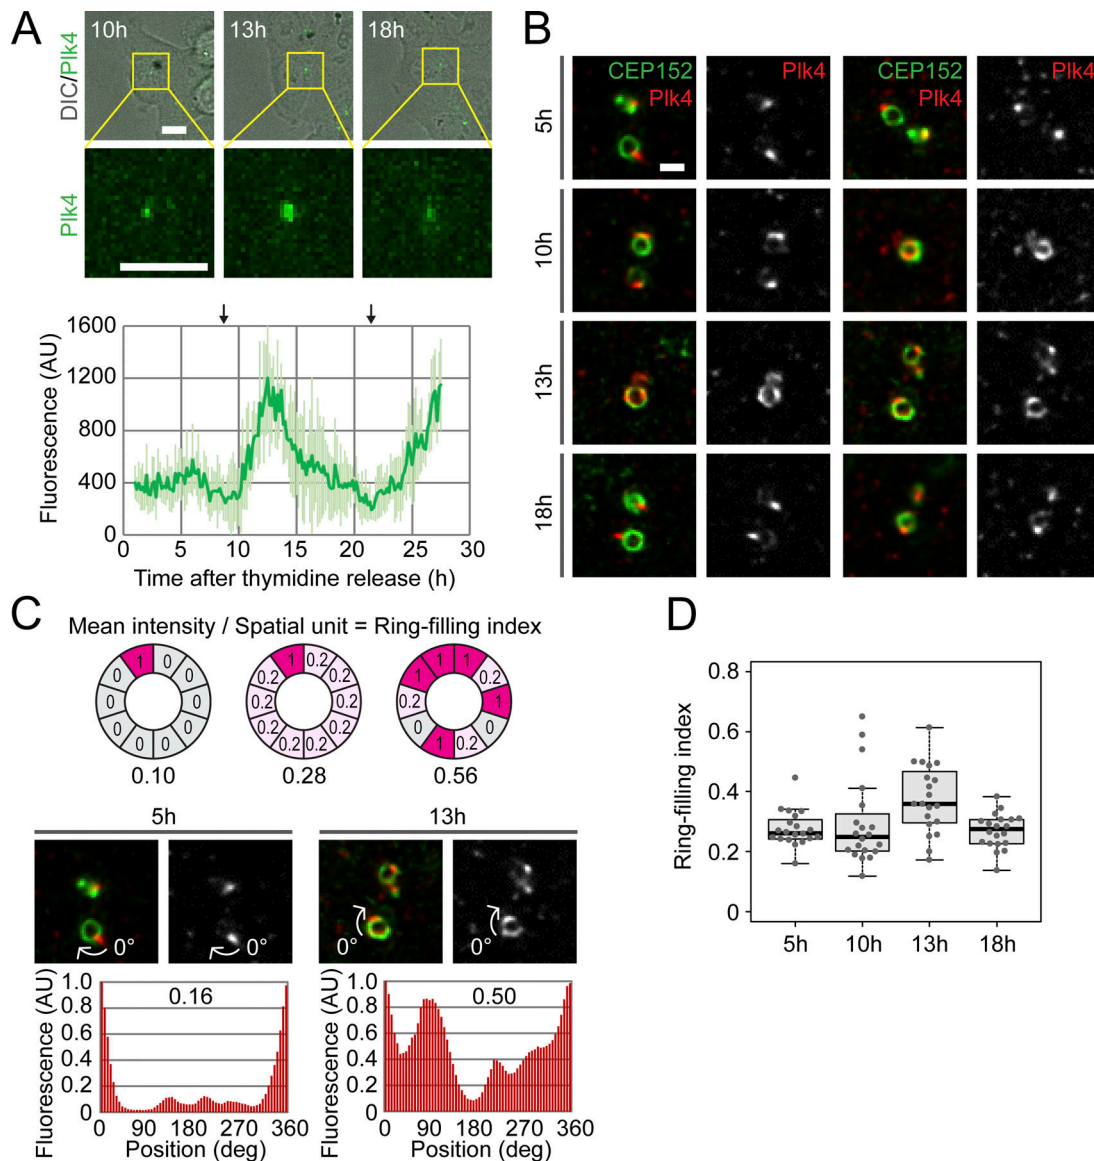 A
10h
13h
18h
DIC/Plk4
Plk4
Fluorescence (AU)
1600
1200
800
400
0
0
5
10
15
20
25
30
Time after thymidine release (h)
B
CEP152
Plk4
Plk4
CEP152
Plk4
Plk4
5h
10h
13h
18h
C
Mean intensity / Spatial unit = Ring-filling index
1 0 0 0 0 0 0 0 0 0
1 0.2 0.2 0.2 0.2 0.2 0.2 0.2 0.2 0.2
1 1 0.2 1 0 0.2 1 0 0.2 1
0.10
0.28
0.56
5h
13h
0°
0°
0°
0°
Fluorescence (AU)
1.0
0.8
0.6
0.4
0.2
0
0.16
0
90
180
270
360
Position (deg)
Fluorescence (AU)
1.0
0.8
0.6
0.4
0.2
0
0.50
0
90
180
270
360
Position (deg)
D
Ring-filling index
0.8
0.6
0.4
0.2
0
5h
10h
13h
18h